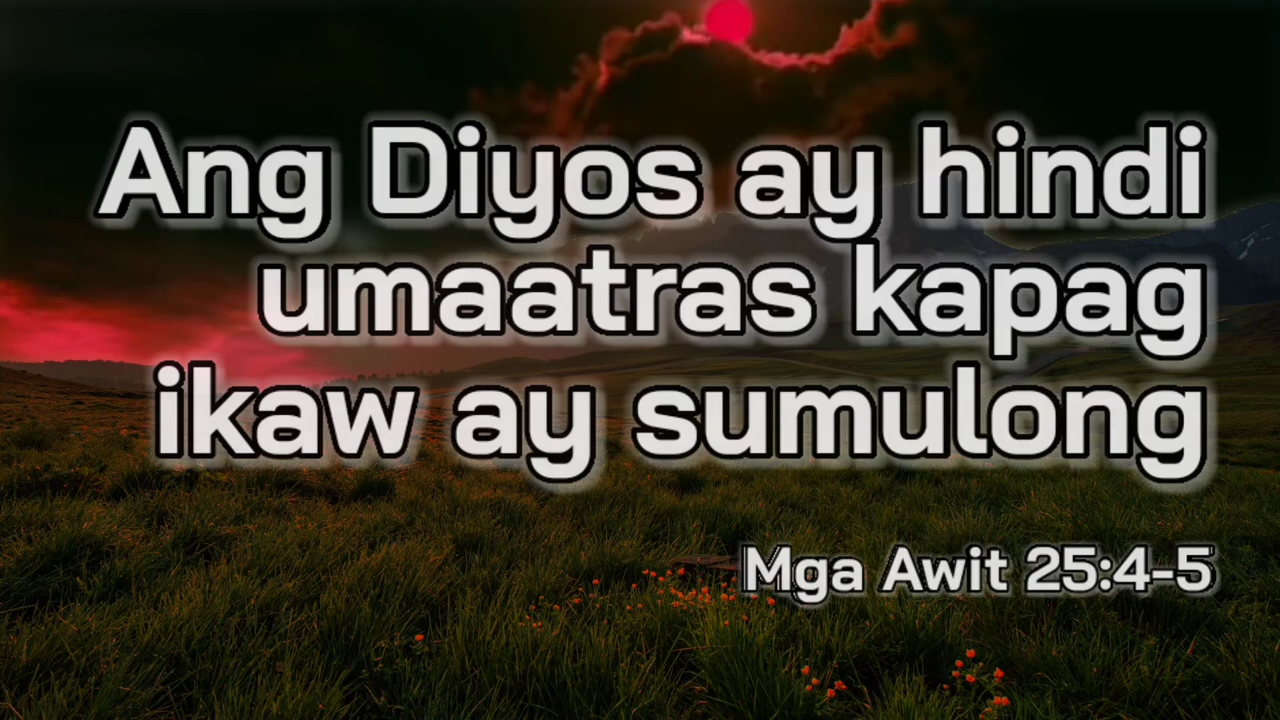 Ang Diyos ay hindi
umaatras kapag
ikaw ay sumulong
Mga Awit 25:4-5